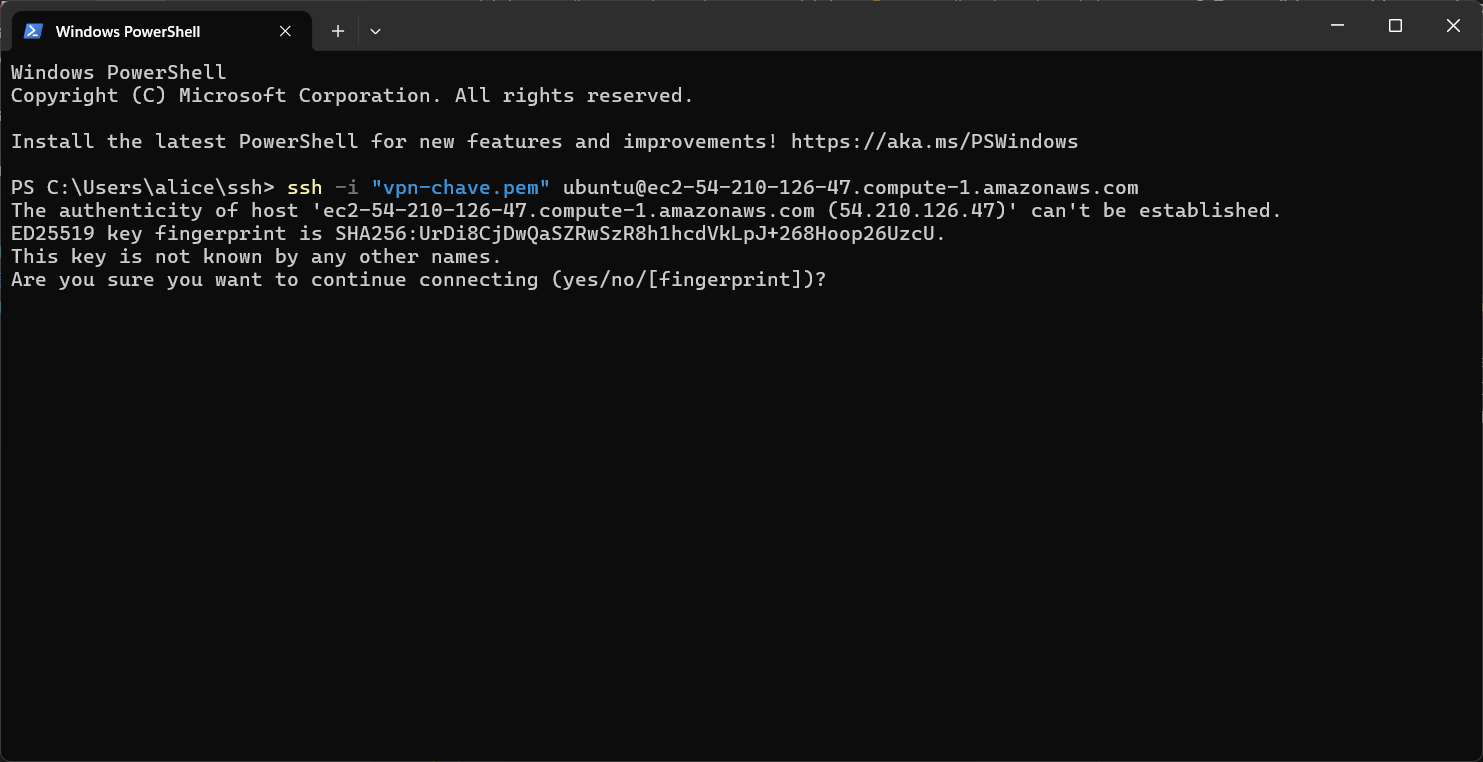 Windows PowerShell
Windows PowerShell
Copyright (C) Microsoft Corporation. All rights reserved.
Install the latest PowerShell for new features and improvements! https://aka.ms/PSWindows
PS C:\Users\alice\ssh> ssh -i "vpn-chave.pem" ubuntu@ec2-54-210-126-47.compute-1.amazonaws.com
The authenticity of host 'ec2-54-210-126-47.compute-1.amazonaws.com (54.210.126.47)' can't be established.
ED25519 key fingerprint is SHA256:UrDi8CjDwQaSZRwSzR8h1hcdVkLpJ+268Hoop26UzcU.
This key is not known by any other names.
Are you sure you want to continue connecting (yes/no/[fingerprint])?